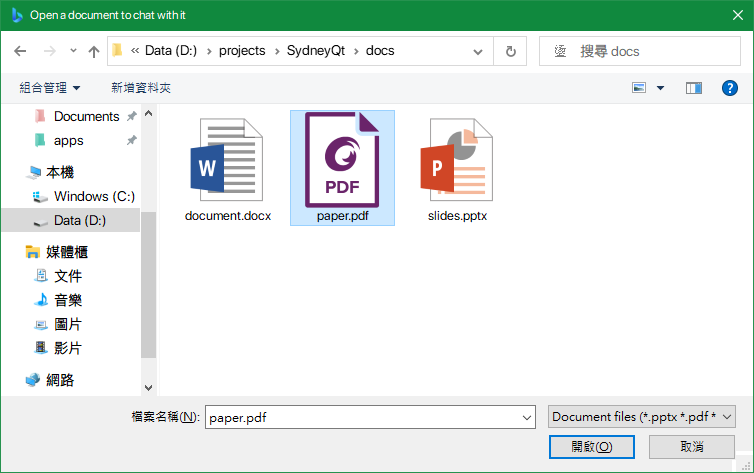 Open a document to chat with it
« Data (D:) › projects › SydneyQt › docs
搜尋 docs
組合管理 新增資料夾
?
Documents
apps
本機
Windows (C:)
Data (D:)
媒體櫃
文件
音樂
圖片
影片
網路
W
document.docx
PDF
paper.pdf
P
slides.pptx
檔案名稱(N):
paper.pdf
Document files (*.pptx *.pdf *
開啟(O)
取消